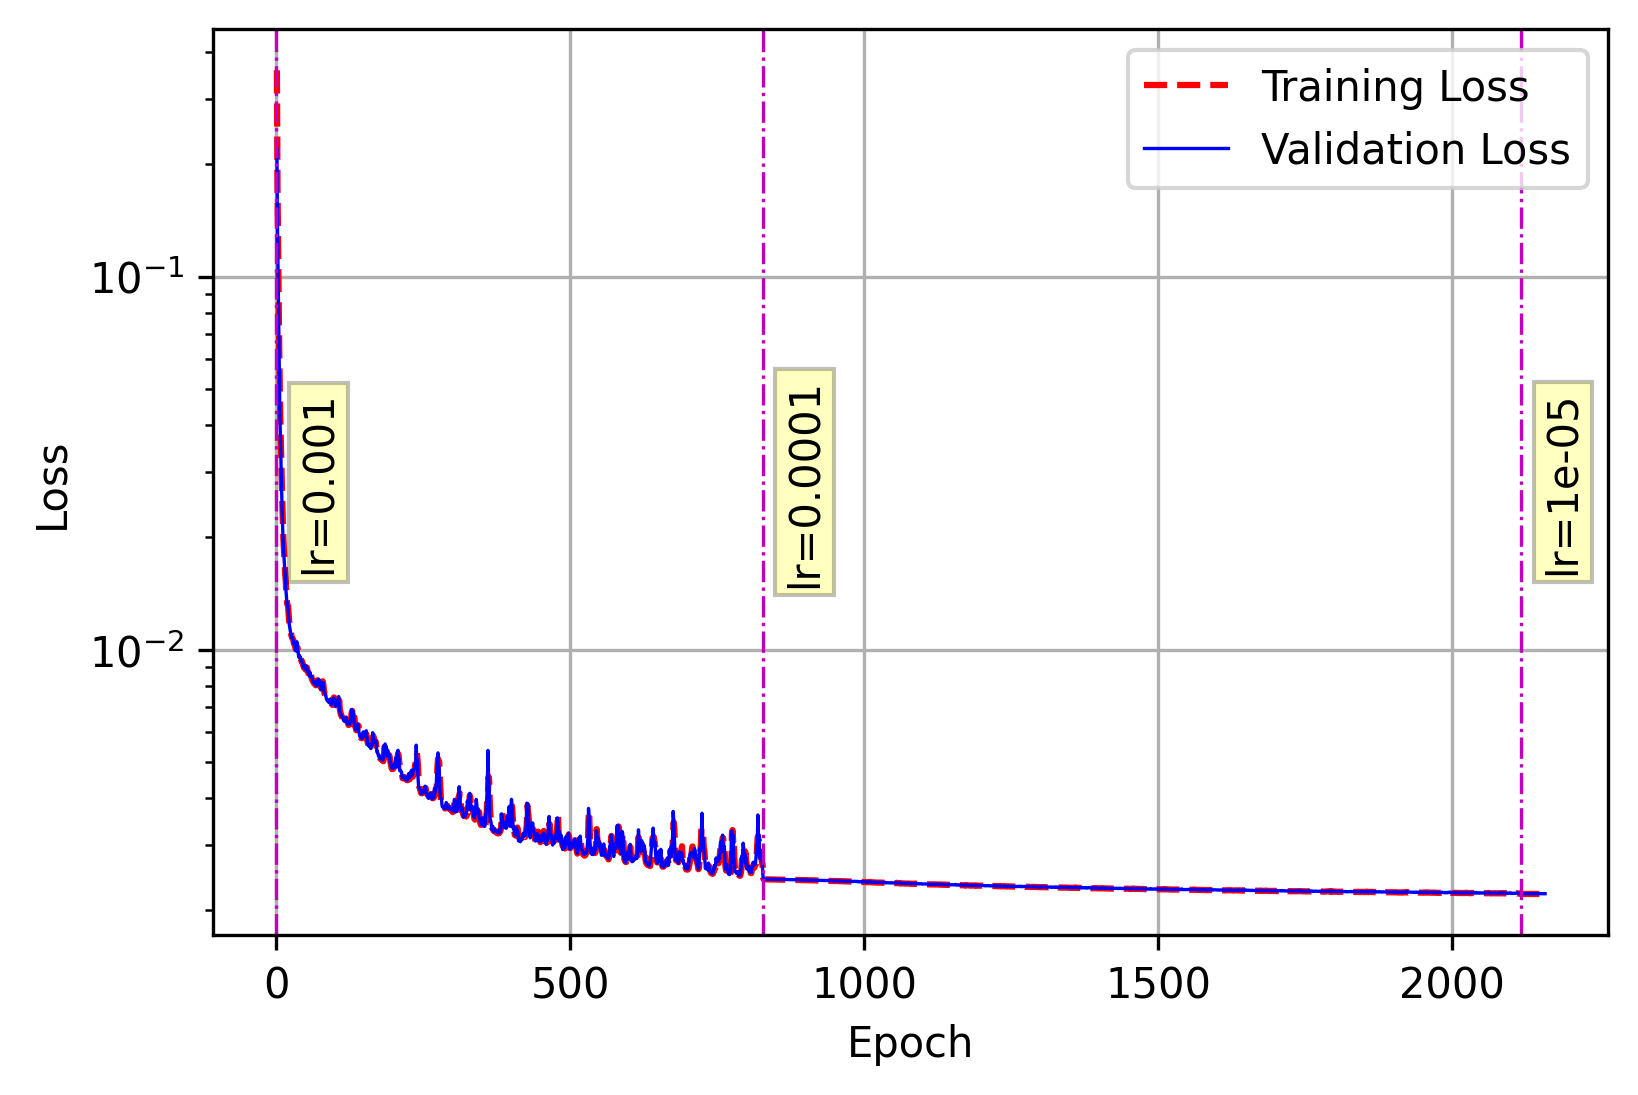 Training Loss
Validation Loss
10⁻¹
10⁻²
Loss
lr=0.001
lr=0.0001
lr=1e-05
0
500
1000
1500
2000
Epoch